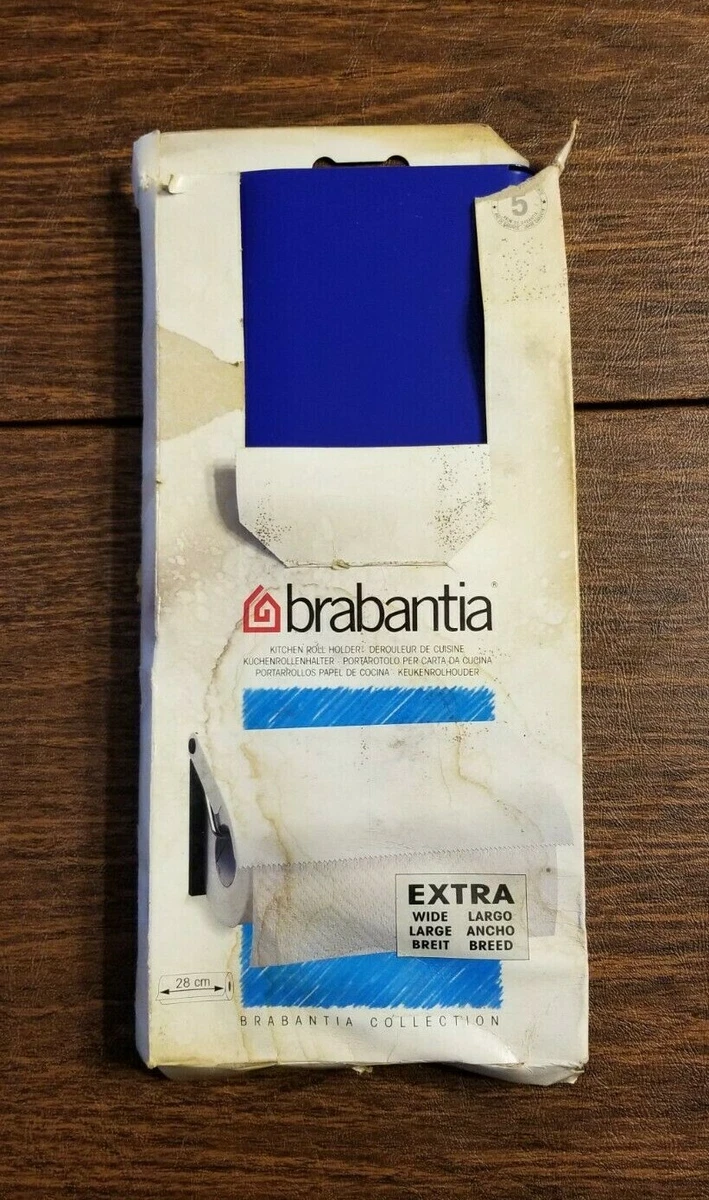 5
brabantia®
KITCHEN ROLL HOLDER · DEROULEUR DE CUISINE
KÜCHENROLLENHALTER · PORTAROTOLO PER CARTA DA CUCINA
PORTARROLLOS PAPEL DE COCINA · KEUKENROLHOUDER
EXTRA
WIDE LARGO
LARGE ANCHO
BREIT BREED
28 cm
BRABANTIA COLLECTION